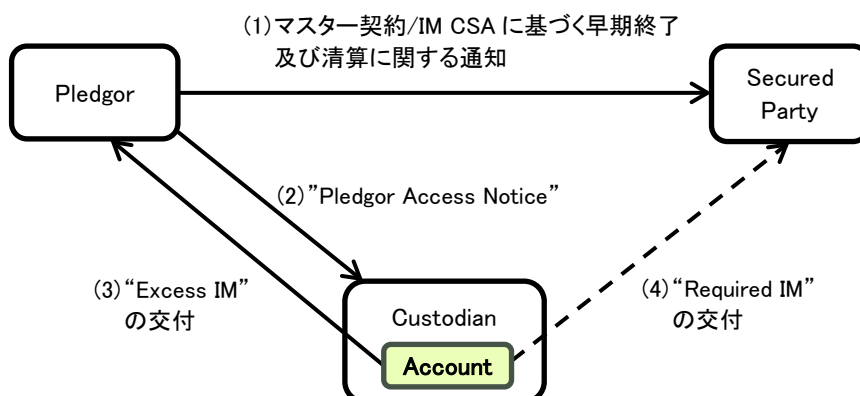 (1)マスター契約/IM CSA に基づく早期終了
及び清算に関する通知
Pledgor
Secured
Party
(2)”Pledgor Access Notice”
(3)“Excess IM”
の交付
(4)“Required IM”
の交付
Custodian
Account